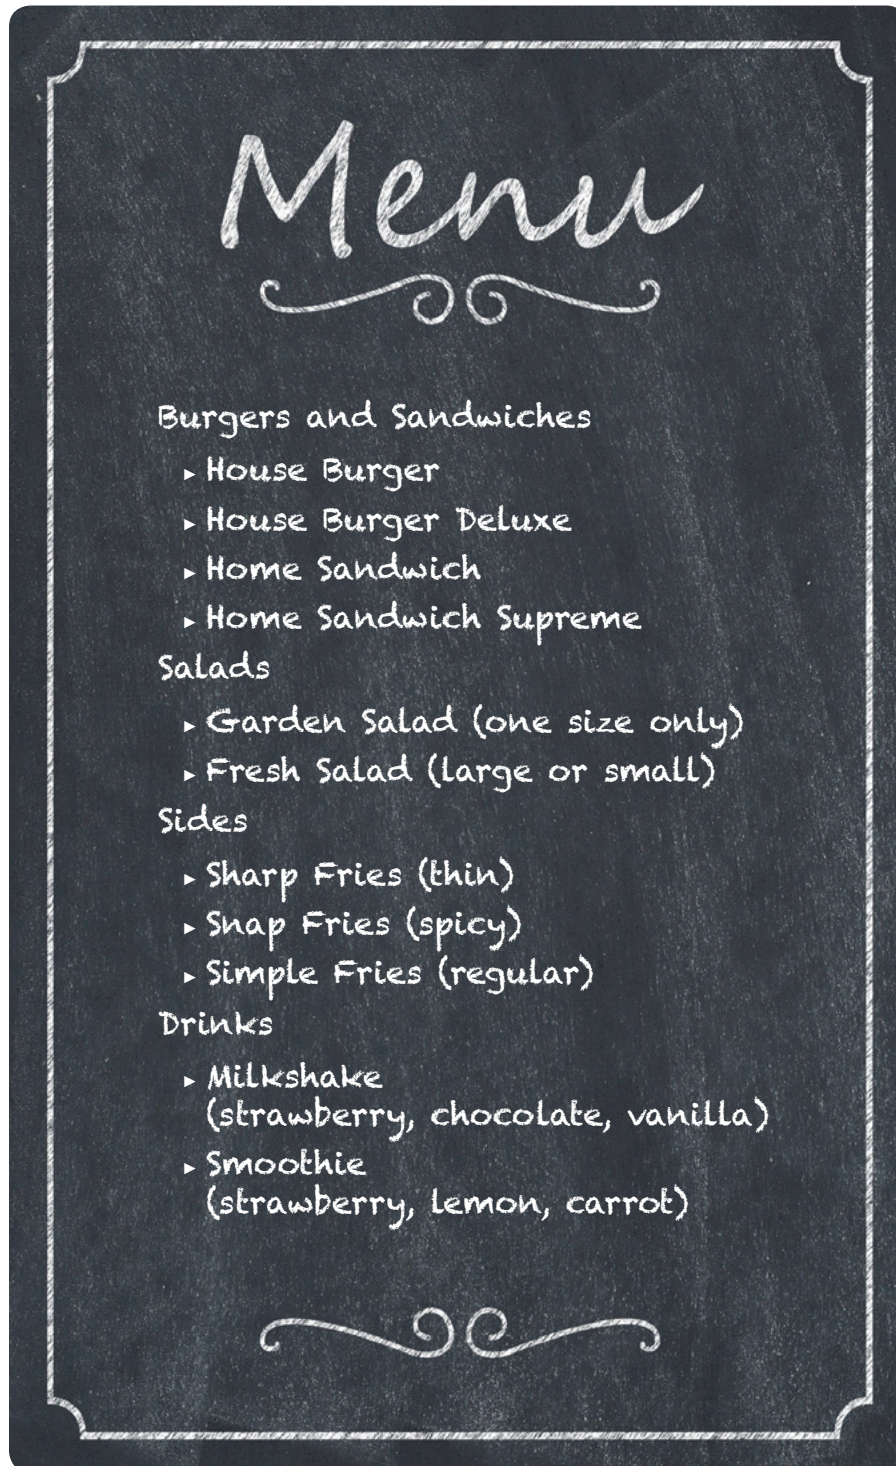 Menu
Burgers and Sandwiches
▸ House Burger
▸ House Burger Deluxe
▸ Home Sandwich
▸ Home Sandwich Supreme
Salads
▸ Garden Salad (one size only)
▸ Fresh Salad (large or small)
Sides
▸ Sharp Fries (thin)
▸ Snap Fries (spicy)
▸ Simple Fries (regular)
Drinks
▸ Milkshake
(strawberry, chocolate, vanilla)
▸ Smoothie
(strawberry, lemon, carrot)